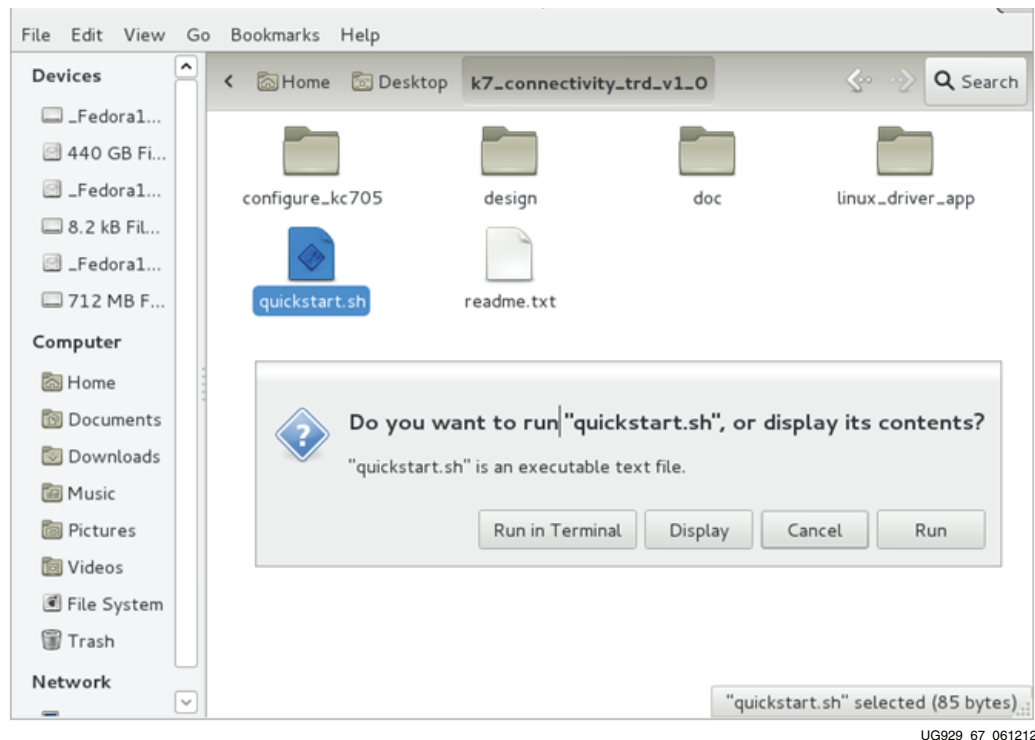 File Edit View Go Bookmarks Help
Devices
_Fedora1...
440 GB Fi...
_Fedora1...
8.2 kB Fil...
_Fedora1...
712 MB F...
Computer
Home
Documents
Downloads
Music
Pictures
Videos
File System
Trash
Network
Home Desktop k7_connectivity_trd_v1_0 Search
configure_kc705 design doc linux_driver_app
quickstart.sh readme.txt
Do you want to run "quickstart.sh", or display its contents?
"quickstart.sh" is an executable text file.
Run in Terminal Display Cancel Run
"quickstart.sh" selected (85 bytes)
UG929_67_061212